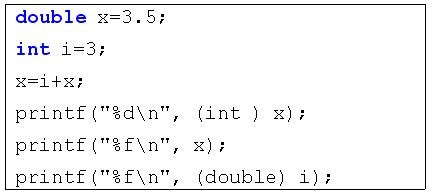 double x=3.5;
int i=3;
x=i+x;
printf("%d\n", (int ) x);
printf("%f\n", x);
printf("%f\n", (double) i);